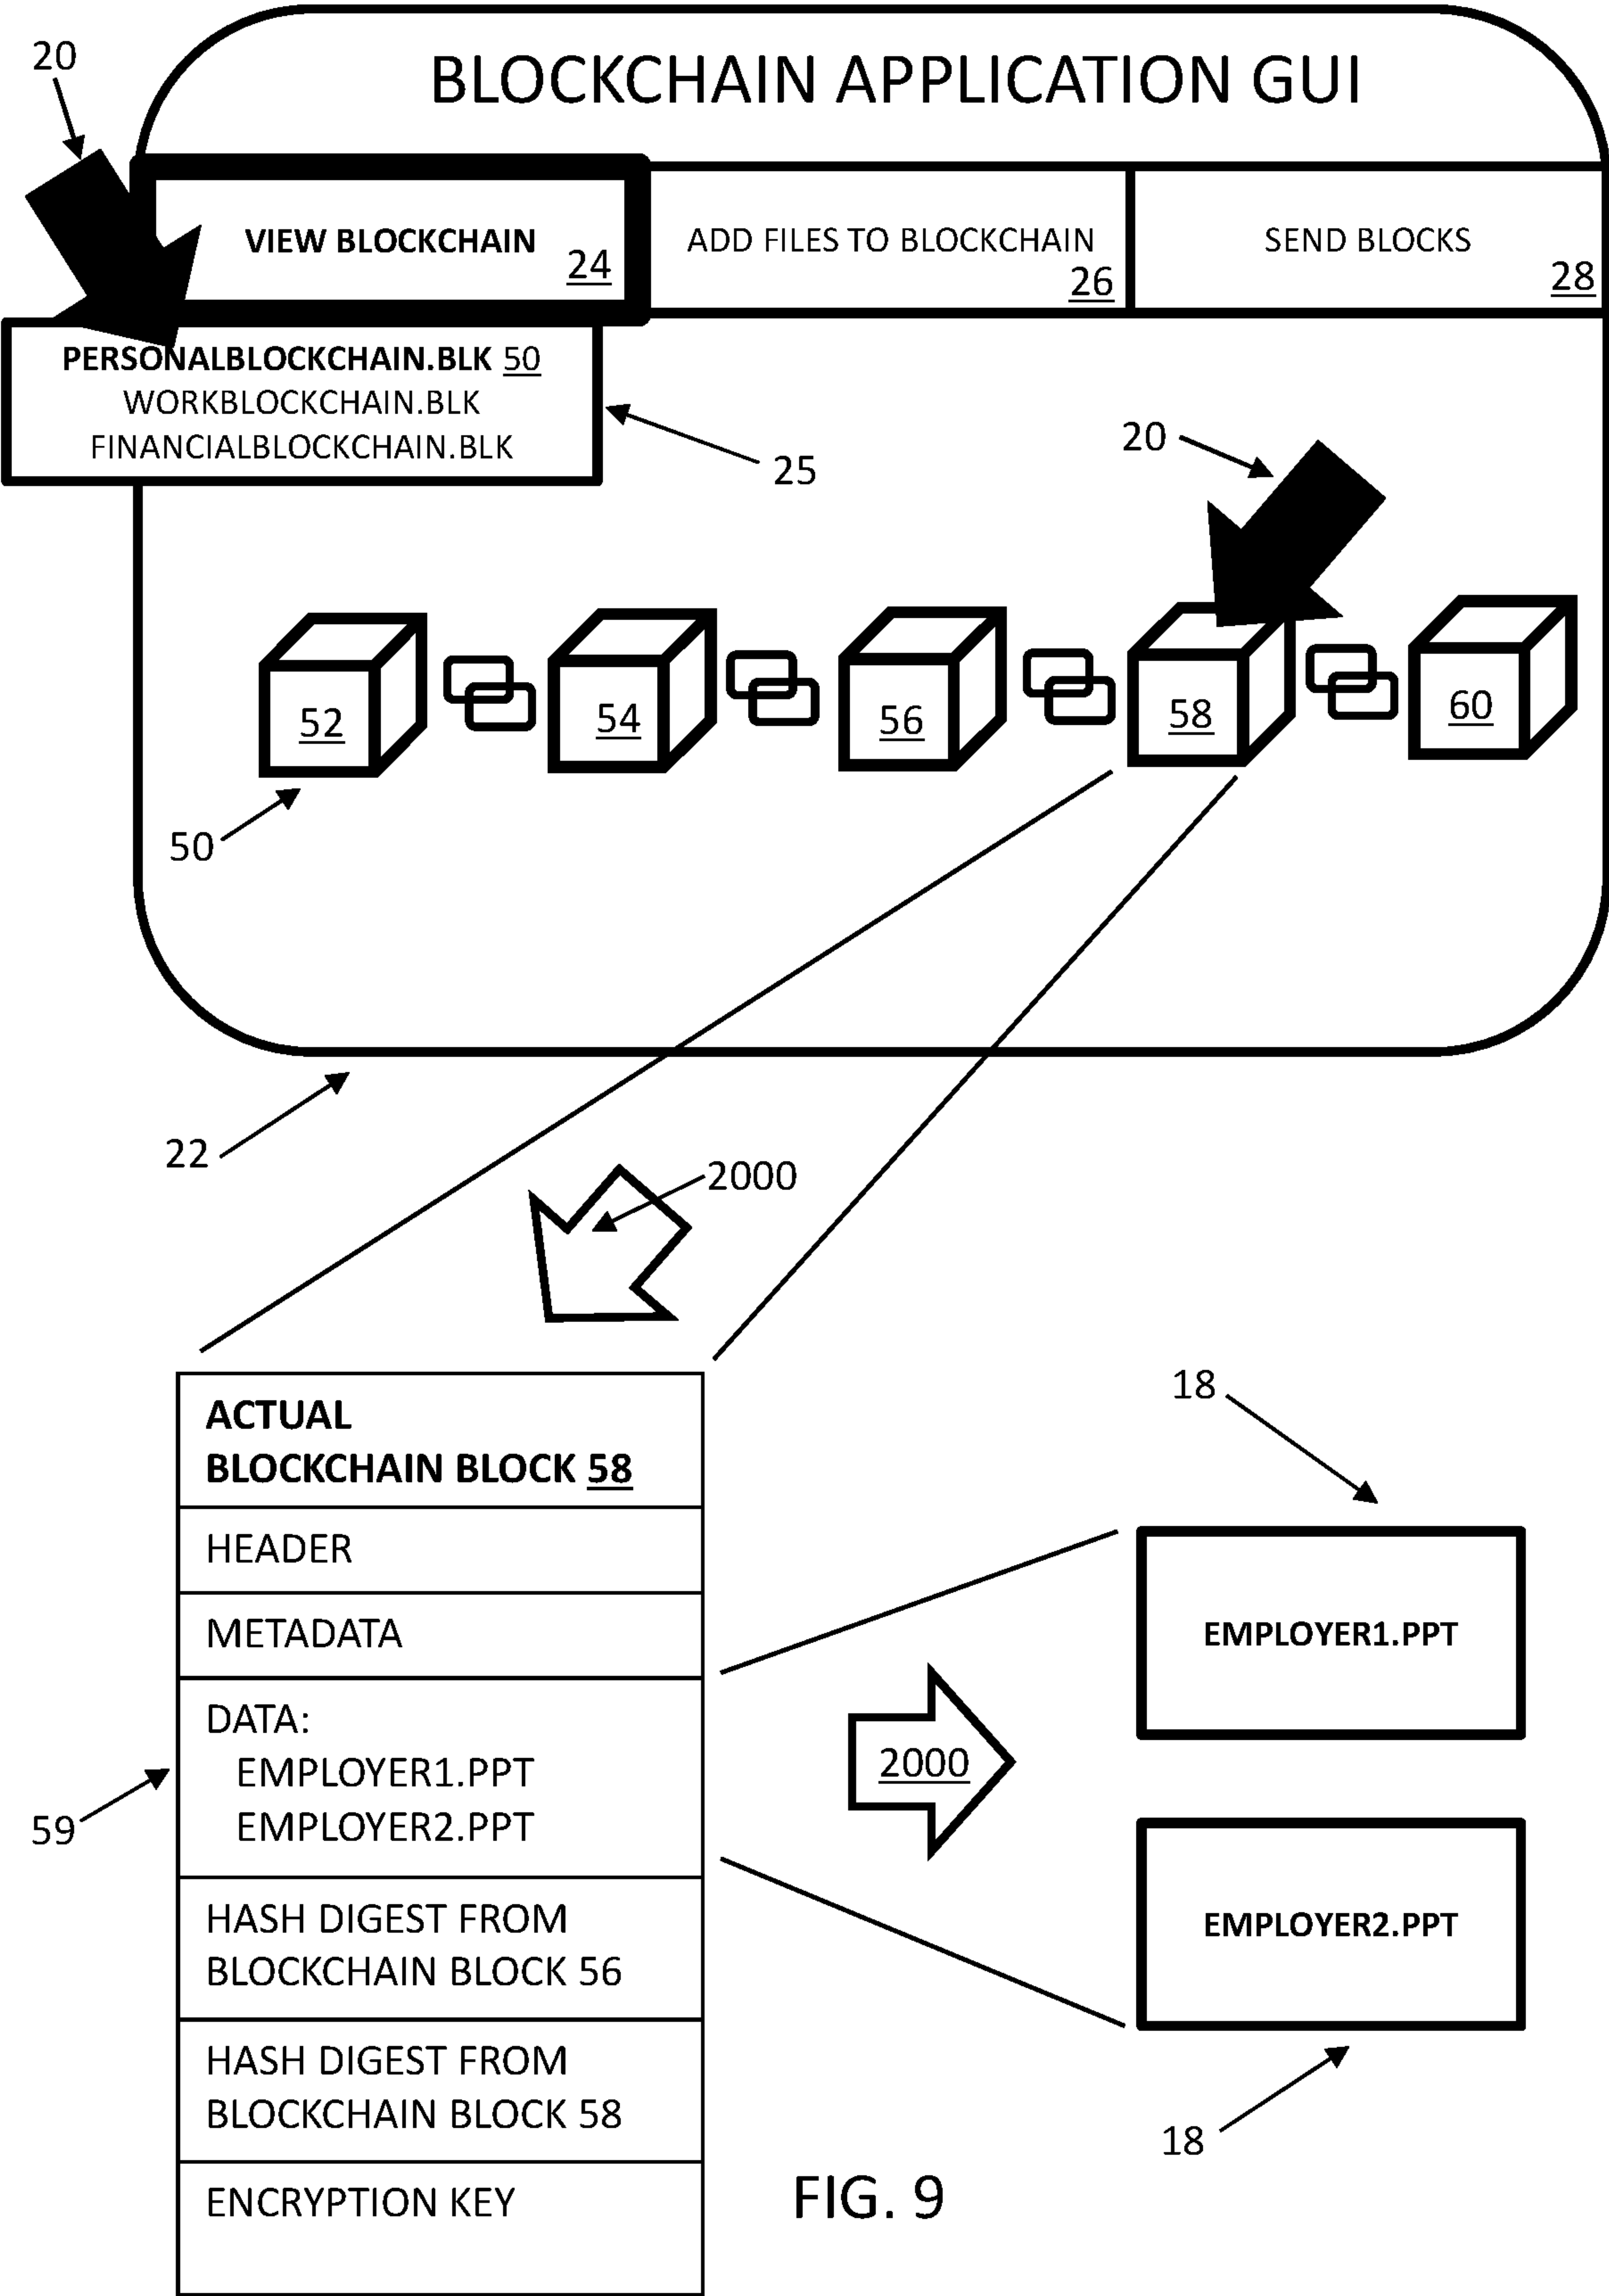 BLOCKCHAIN APPLICATION GUI
20
VIEW BLOCKCHAIN
24
ADD FILES TO BLOCKCHAIN
26
SEND BLOCKS
28
PERSONALBLOCKCHAIN.BLK 50
WORKBLOCKCHAIN.BLK
FINANCIALBLOCKCHAIN.BLK
25
20
52
54
56
58
60
50
22
2000
ACTUAL
BLOCKCHAIN BLOCK 58
HEADER
METADATA
DATA:
EMPLOYER1.PPT
EMPLOYER2.PPT
59
HASH DIGEST FROM
BLOCKCHAIN BLOCK 56
HASH DIGEST FROM
BLOCKCHAIN BLOCK 58
ENCRYPTION KEY
2000
18
EMPLOYER1.PPT
EMPLOYER2.PPT
18
FIG. 9